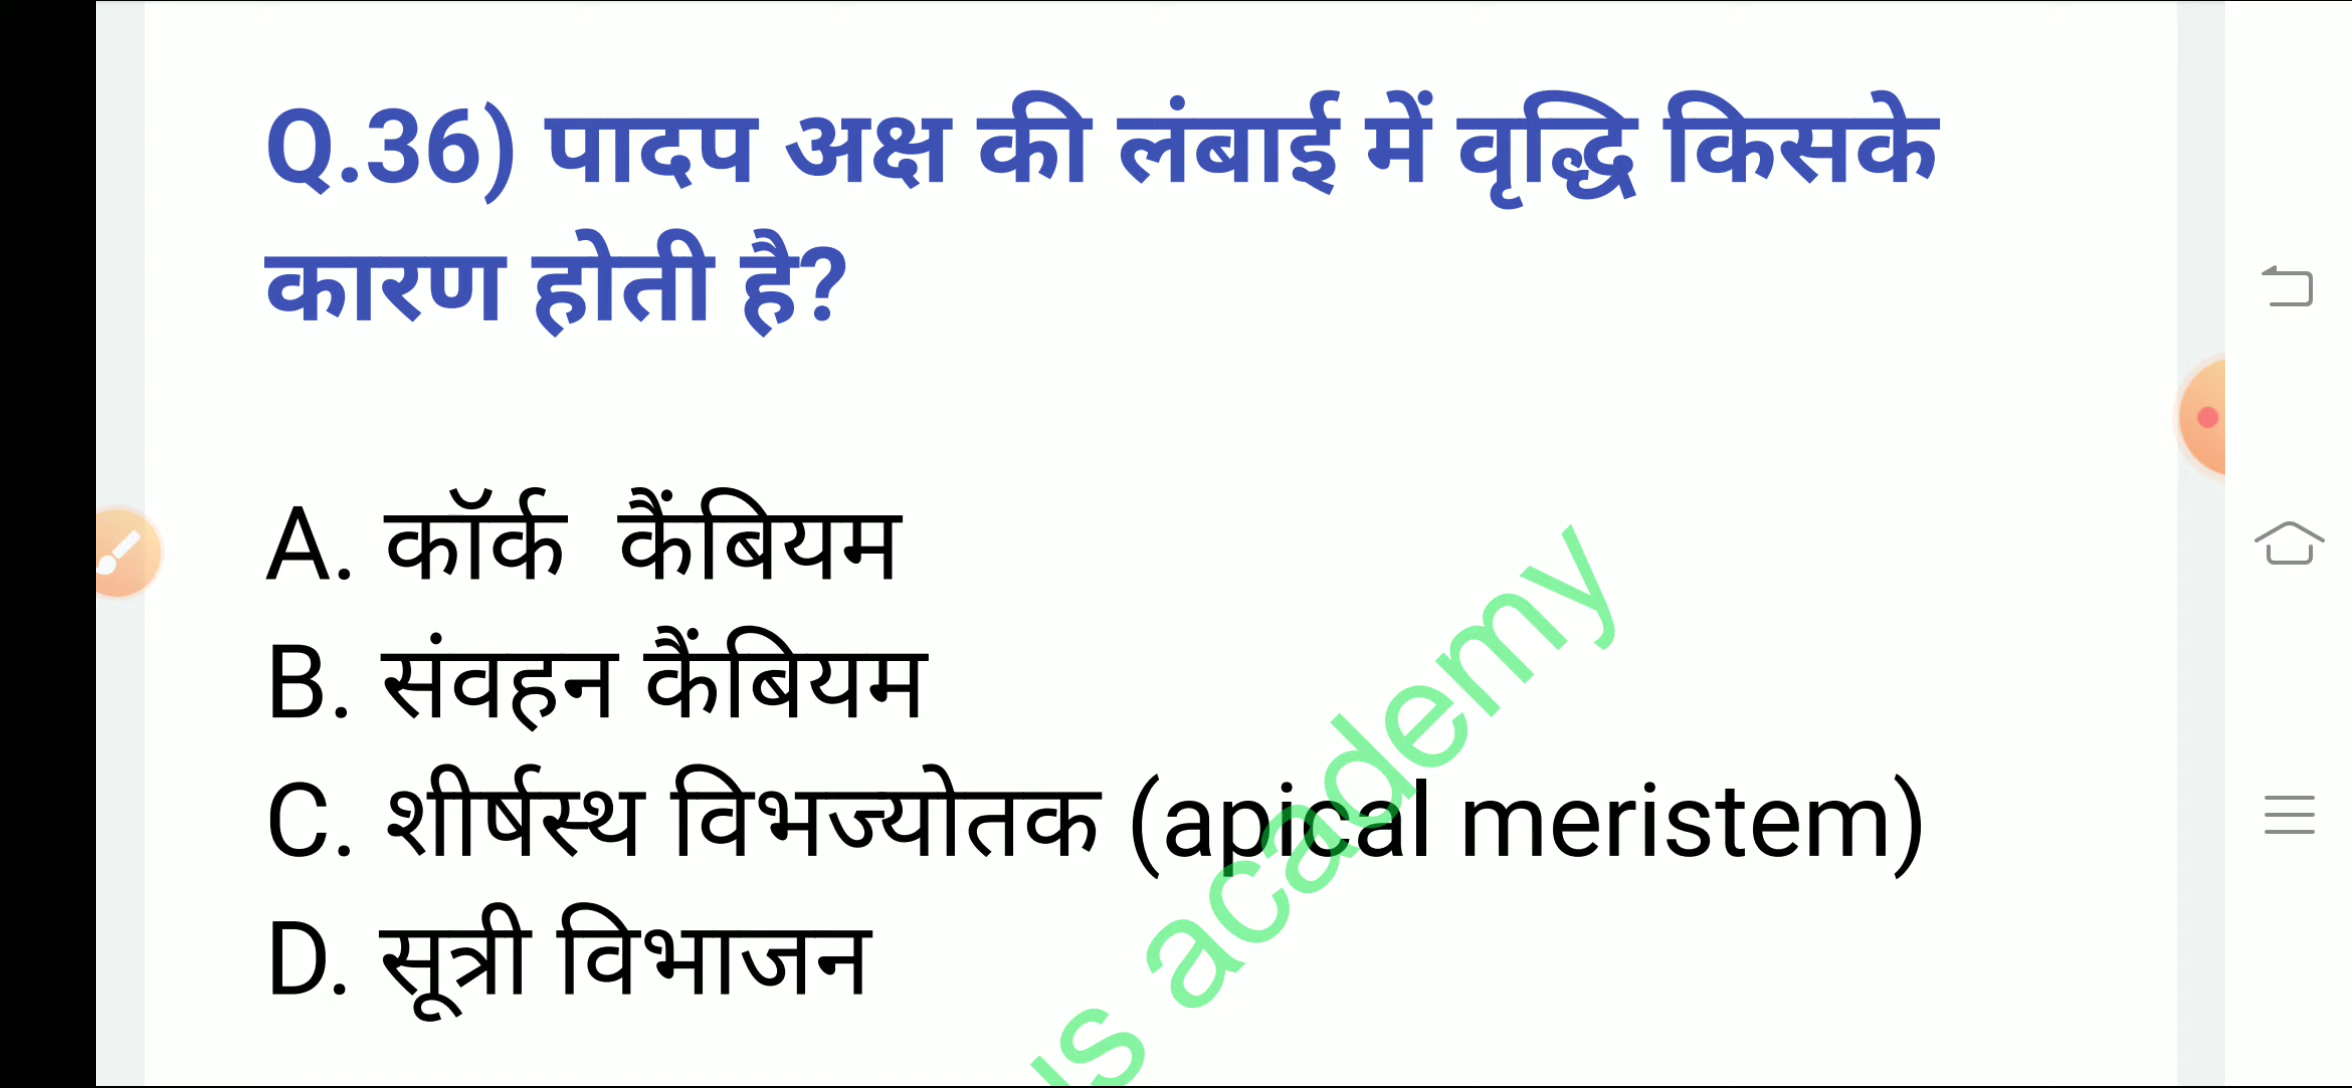 Q.36) पादप अक्ष की लंबाई में वृद्धि किसके
कारण होती है?
A. कॉर्क कैंबियम
B. संवहन कैंबियम
C. शीर्षस्थ विभज्योतक (apical meristem)
D. सूत्री विभाजन
academy